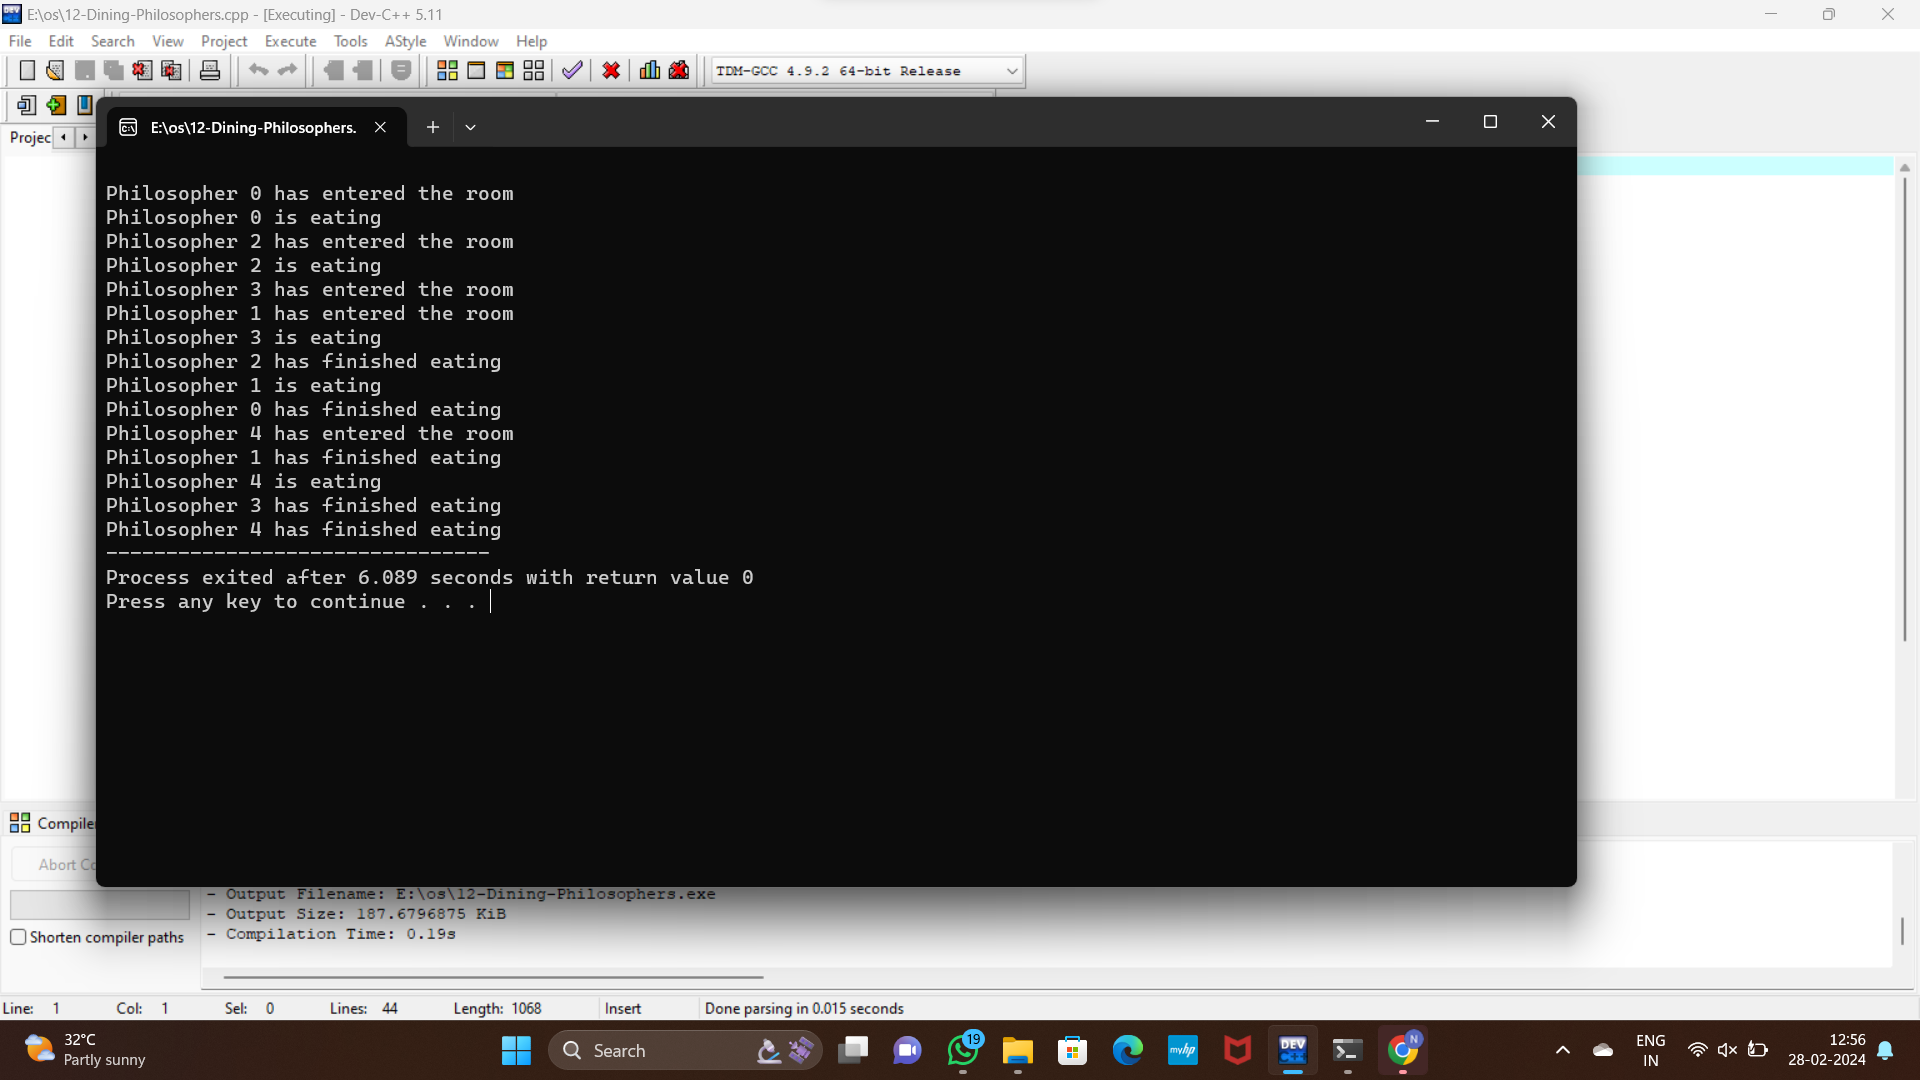 E:\os\12-Dining-Philosophers.cpp - [Executing] - Dev-C++ 5.11
File Edit Search View Project Execute Tools AStyle Window Help
TDM-GCC 4.9.2 64-bit Release
E:\os\12-Dining-Philosophers.
Projec
Philosopher 0 has entered the room
Philosopher 0 is eating
Philosopher 2 has entered the room
Philosopher 2 is eating
Philosopher 3 has entered the room
Philosopher 1 has entered the room
Philosopher 3 is eating
Philosopher 2 has finished eating
Philosopher 1 is eating
Philosopher 0 has finished eating
Philosopher 4 has entered the room
Philosopher 1 has finished eating
Philosopher 4 is eating
Philosopher 3 has finished eating
Philosopher 4 has finished eating
--------------------------------
Process exited after 6.089 seconds with return value 0
Press any key to continue . . .
Compiler
Abort Co
- Output Filename: E:\os\12-Dining-Philosophers.exe
- Output Size: 187.6796875 KiB
- Compilation Time: 0.19s
Shorten compiler paths
Line: 1 Col: 1 Sel: 0 Lines: 44 Length: 1068 Insert Done parsing in 0.015 seconds
32°C
Partly sunny
Search
19
myhp
DEV
C++
N
ENG
IN
12:56
28-02-2024